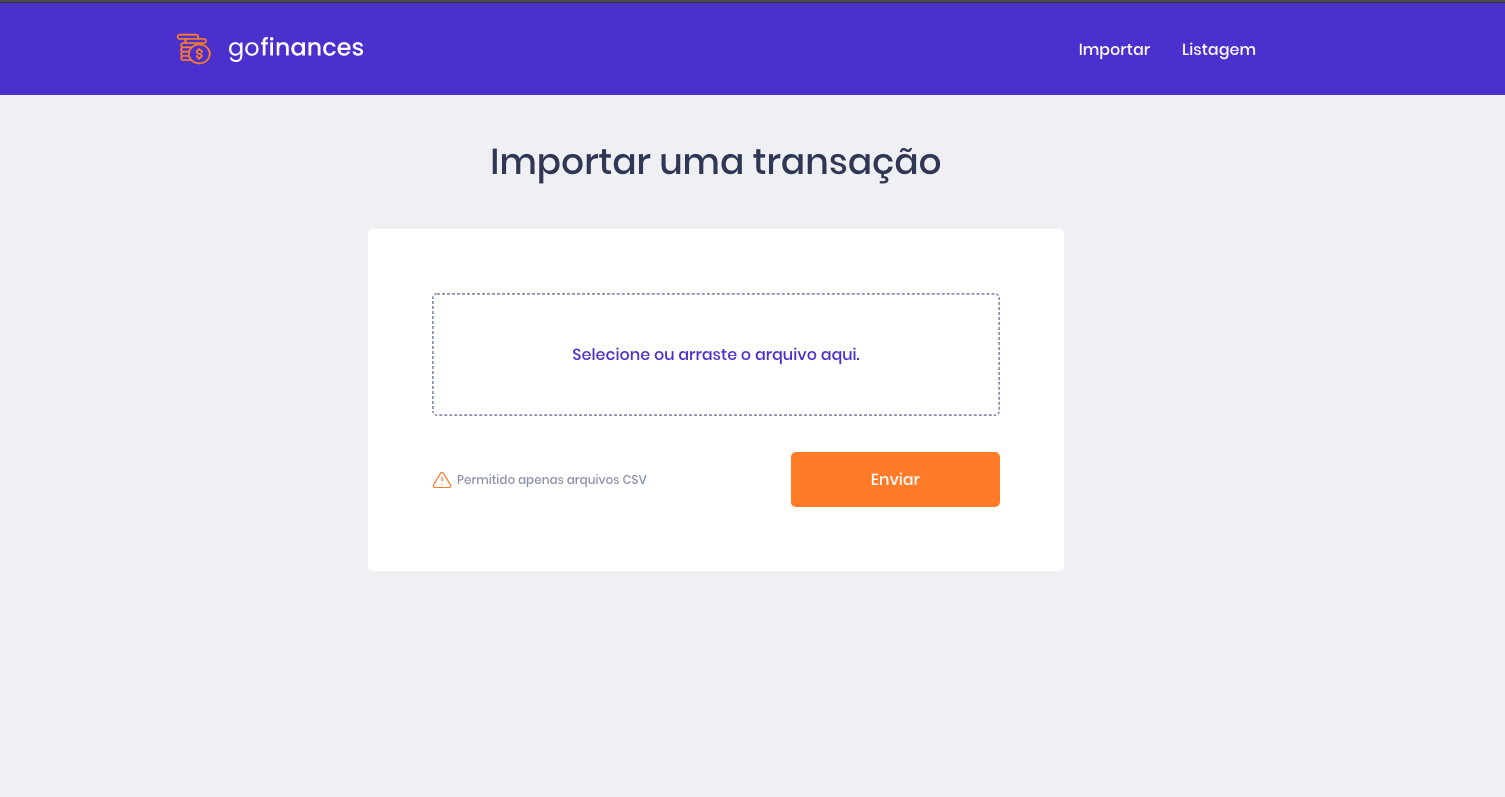 gofinances
Importar Listagem
Importar uma transação
Selecione ou arraste o arquivo aqui.
Permitido apenas arquivos CSV
Enviar